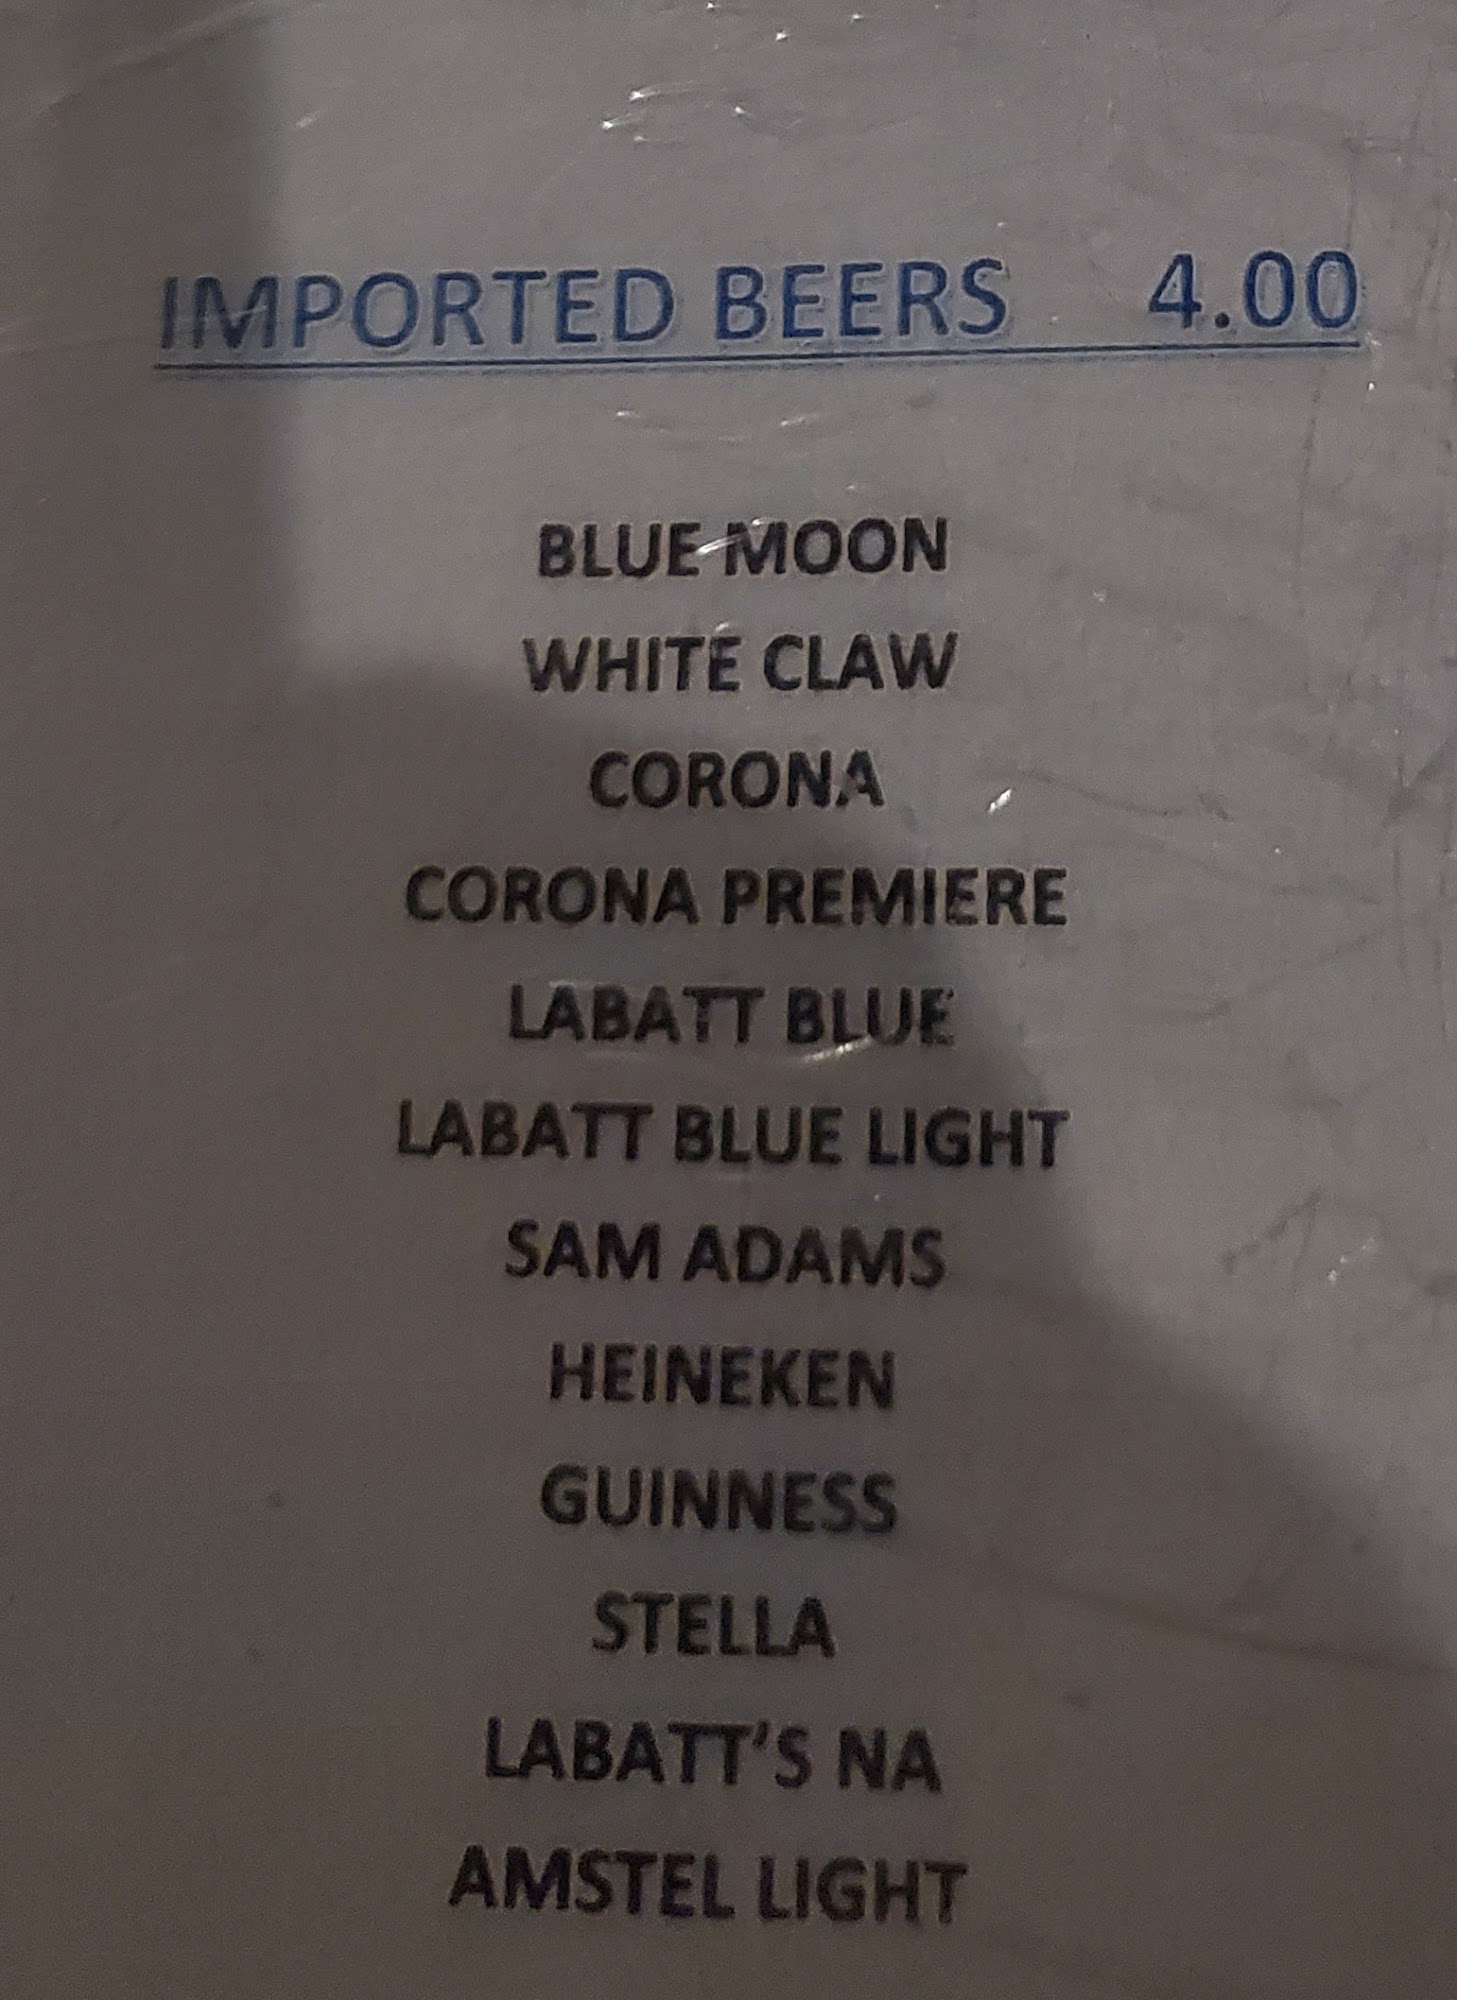 IMPORTED BEERS 4.00
BLUE MOON
WHITE CLAW
CORONA
CORONA PREMIERE
LABATT BLUE
LABATT BLUE LIGHT
SAM ADAMS
HEINEKEN
GUINNESS
STELLA
LABATT'S NA
AMSTEL LIGHT